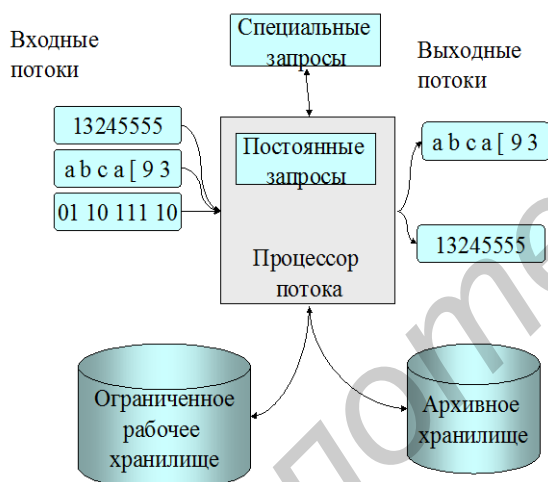 Входные
потоки
Специальные
запросы
Выходные
потоки
13245555
a b c a [ 9 3
01 10 111 10
Постоянные
запросы
Процессор
потока
a b c a [ 9 3
13245555
Ограниченное
рабочее
хранилище
Архивное
хранилище